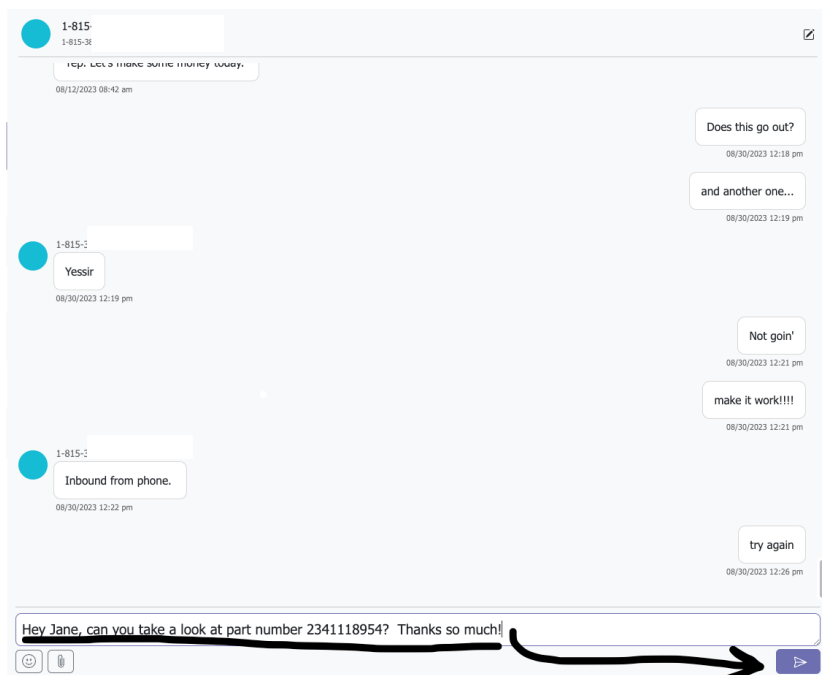 1-815-
1-815-38
Yep. Let's make some money today.
08/12/2023 08:42 am
Does this go out?
08/30/2023 12:18 pm
and another one...
08/30/2023 12:19 pm
1-815-3
Yessir
08/30/2023 12:19 pm
Not goin'
08/30/2023 12:21 pm
make it work!!!!
08/30/2023 12:21 pm
1-815-3
Inbound from phone.
08/30/2023 12:22 pm
try again
08/30/2023 12:26 pm
Hey Jane, can you take a look at part number 2341118954?  Thanks so much!